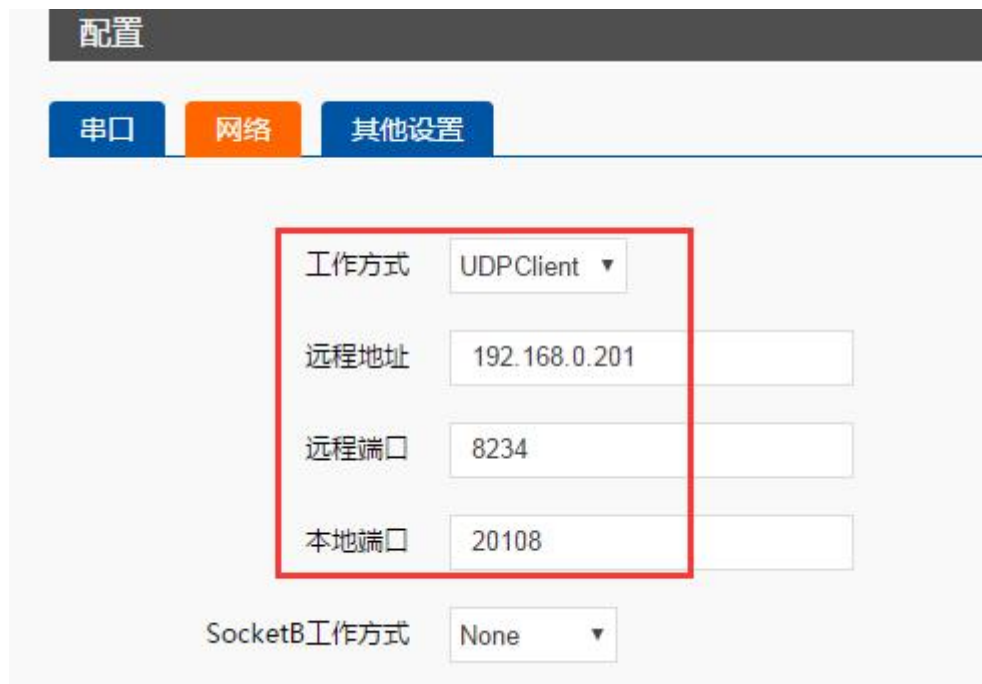 配置
串口 网络 其他设置
工作方式 UDPClient
远程地址 192.168.0.201
远程端口 8234
本地端口 20108
SocketB工作方式 None